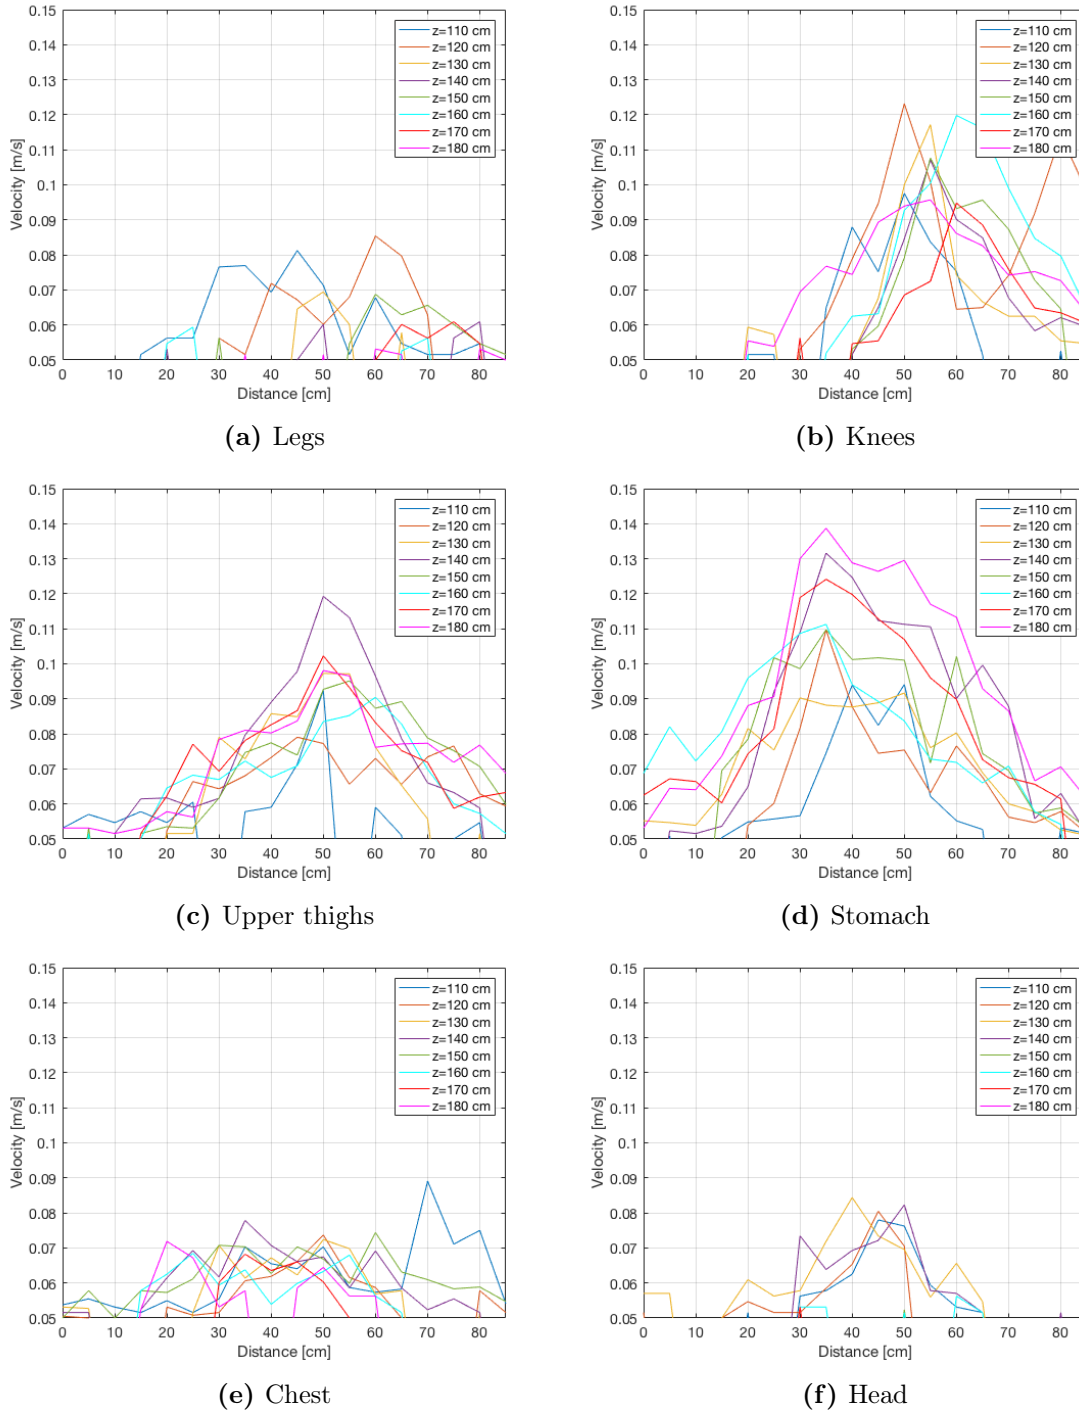 0.15
0.14
0.13
0.12
0.11
0.1
0.09
0.08
0.07
0.06
0.05
Velocity [m/s]
0 10 20 30 40 50 60 70 80
Distance [cm]
z=110 cm
z=120 cm
z=130 cm
z=140 cm
z=150 cm
z=160 cm
z=170 cm
z=180 cm
(a) Legs
0.15
0.14
0.13
0.12
0.11
0.1
0.09
0.08
0.07
0.06
0.05
Velocity [m/s]
0 10 20 30 40 50 60 70 80
Distance [cm]
z=110 cm
z=120 cm
z=130 cm
z=140 cm
z=150 cm
z=160 cm
z=170 cm
z=180 cm
(b) Knees
0.15
0.14
0.13
0.12
0.11
0.1
0.09
0.08
0.07
0.06
0.05
Velocity [m/s]
0 10 20 30 40 50 60 70 80
Distance [cm]
z=110 cm
z=120 cm
z=130 cm
z=140 cm
z=150 cm
z=160 cm
z=170 cm
z=180 cm
(c) Upper thighs
0.15
0.14
0.13
0.12
0.11
0.1
0.09
0.08
0.07
0.06
0.05
Velocity [m/s]
0 10 20 30 40 50 60 70 80
Distance [cm]
z=110 cm
z=120 cm
z=130 cm
z=140 cm
z=150 cm
z=160 cm
z=170 cm
z=180 cm
(d) Stomach
0.15
0.14
0.13
0.12
0.11
0.1
0.09
0.08
0.07
0.06
0.05
Velocity [m/s]
0 10 20 30 40 50 60 70 80
Distance [cm]
z=110 cm
z=120 cm
z=130 cm
z=140 cm
z=150 cm
z=160 cm
z=170 cm
z=180 cm
(e) Chest
0.15
0.14
0.13
0.12
0.11
0.1
0.09
0.08
0.07
0.06
0.05
Velocity [m/s]
0 10 20 30 40 50 60 70 80
Distance [cm]
z=110 cm
z=120 cm
z=130 cm
z=140 cm
z=150 cm
z=160 cm
z=170 cm
z=180 cm
(f) Head